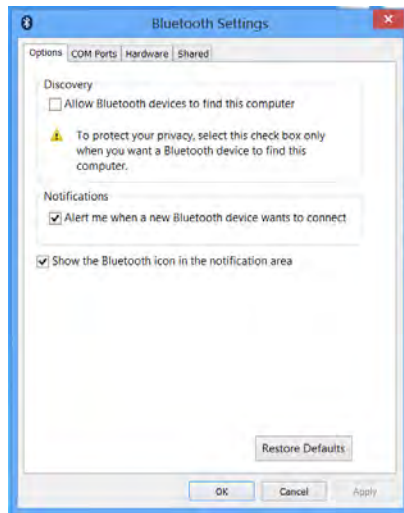 Bluetooth Settings
Options COM Ports Hardware Shared
Discovery
Allow Bluetooth devices to find this computer
To protect your privacy, select this check box only
when you want a Bluetooth device to find this
computer.
Notifications
Alert me when a new Bluetooth device wants to connect
Show the Bluetooth icon in the notification area
Restore Defaults
OK Cancel Apply